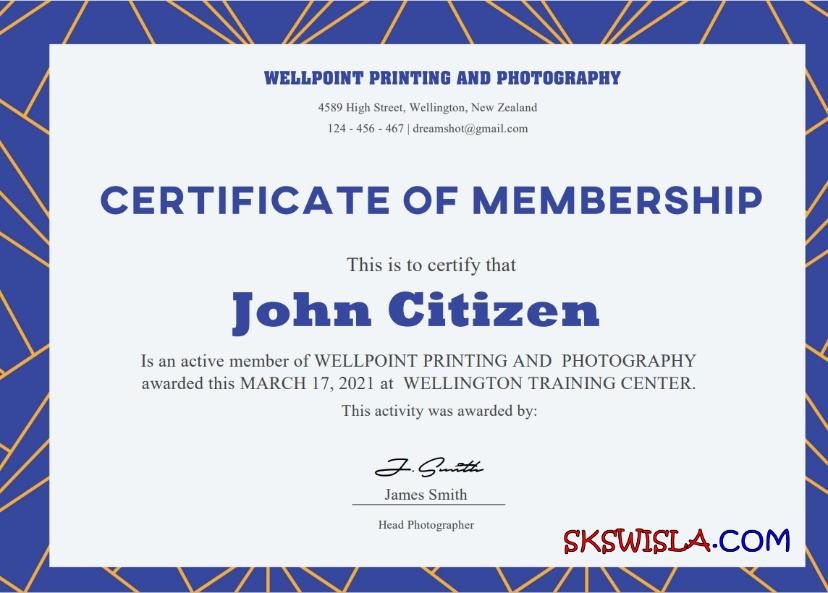 WELLPOINT PRINTING AND PHOTOGRAPHY
4589 High Street, Wellington, New Zealand
124 - 456 - 467 | dreamshot@gmail.com
CERTIFICATE OF MEMBERSHIP
This is to certify that
John Citizen
Is an active member of WELLPOINT PRINTING AND PHOTOGRAPHY
awarded this MARCH 17, 2021 at WELLINGTON TRAINING CENTER.
This activity was awarded by:
J. Smith
James Smith
Head Photographer
SKSWISLA.COM